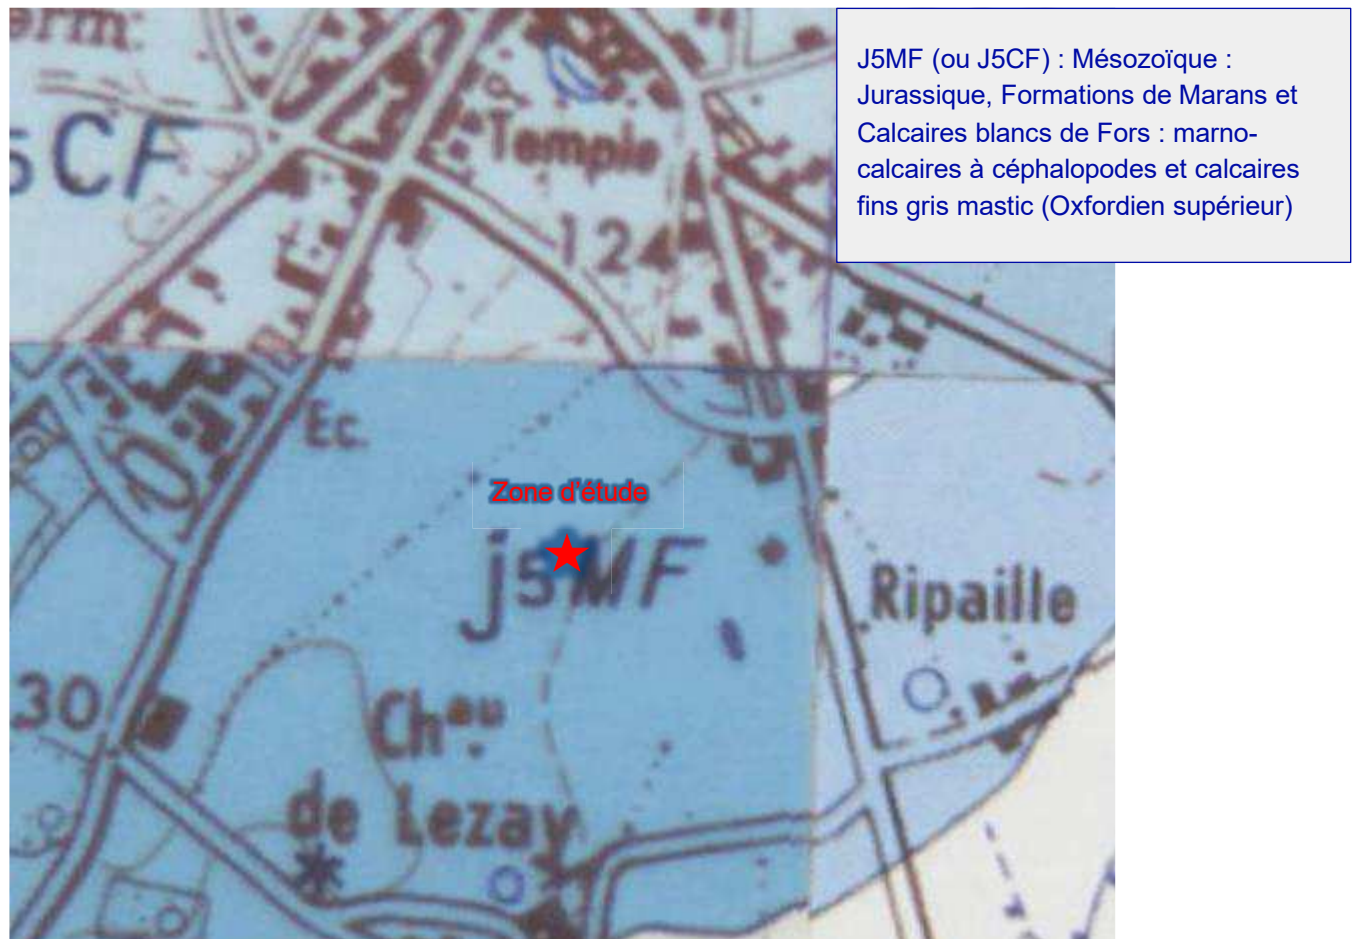 erm:
J5MF (ou J5CF) : Mésozoïque :
Jurassique, Formations de Marans et
Calcaires blancs de Fors : marno-
calcaires à céphalopodes et calcaires
fins gris mastic (Oxfordien supérieur)
5CF
Temple
124
Ec.
Zone d'étude
j5MF
Ripaille
30
Chau
de Lezay